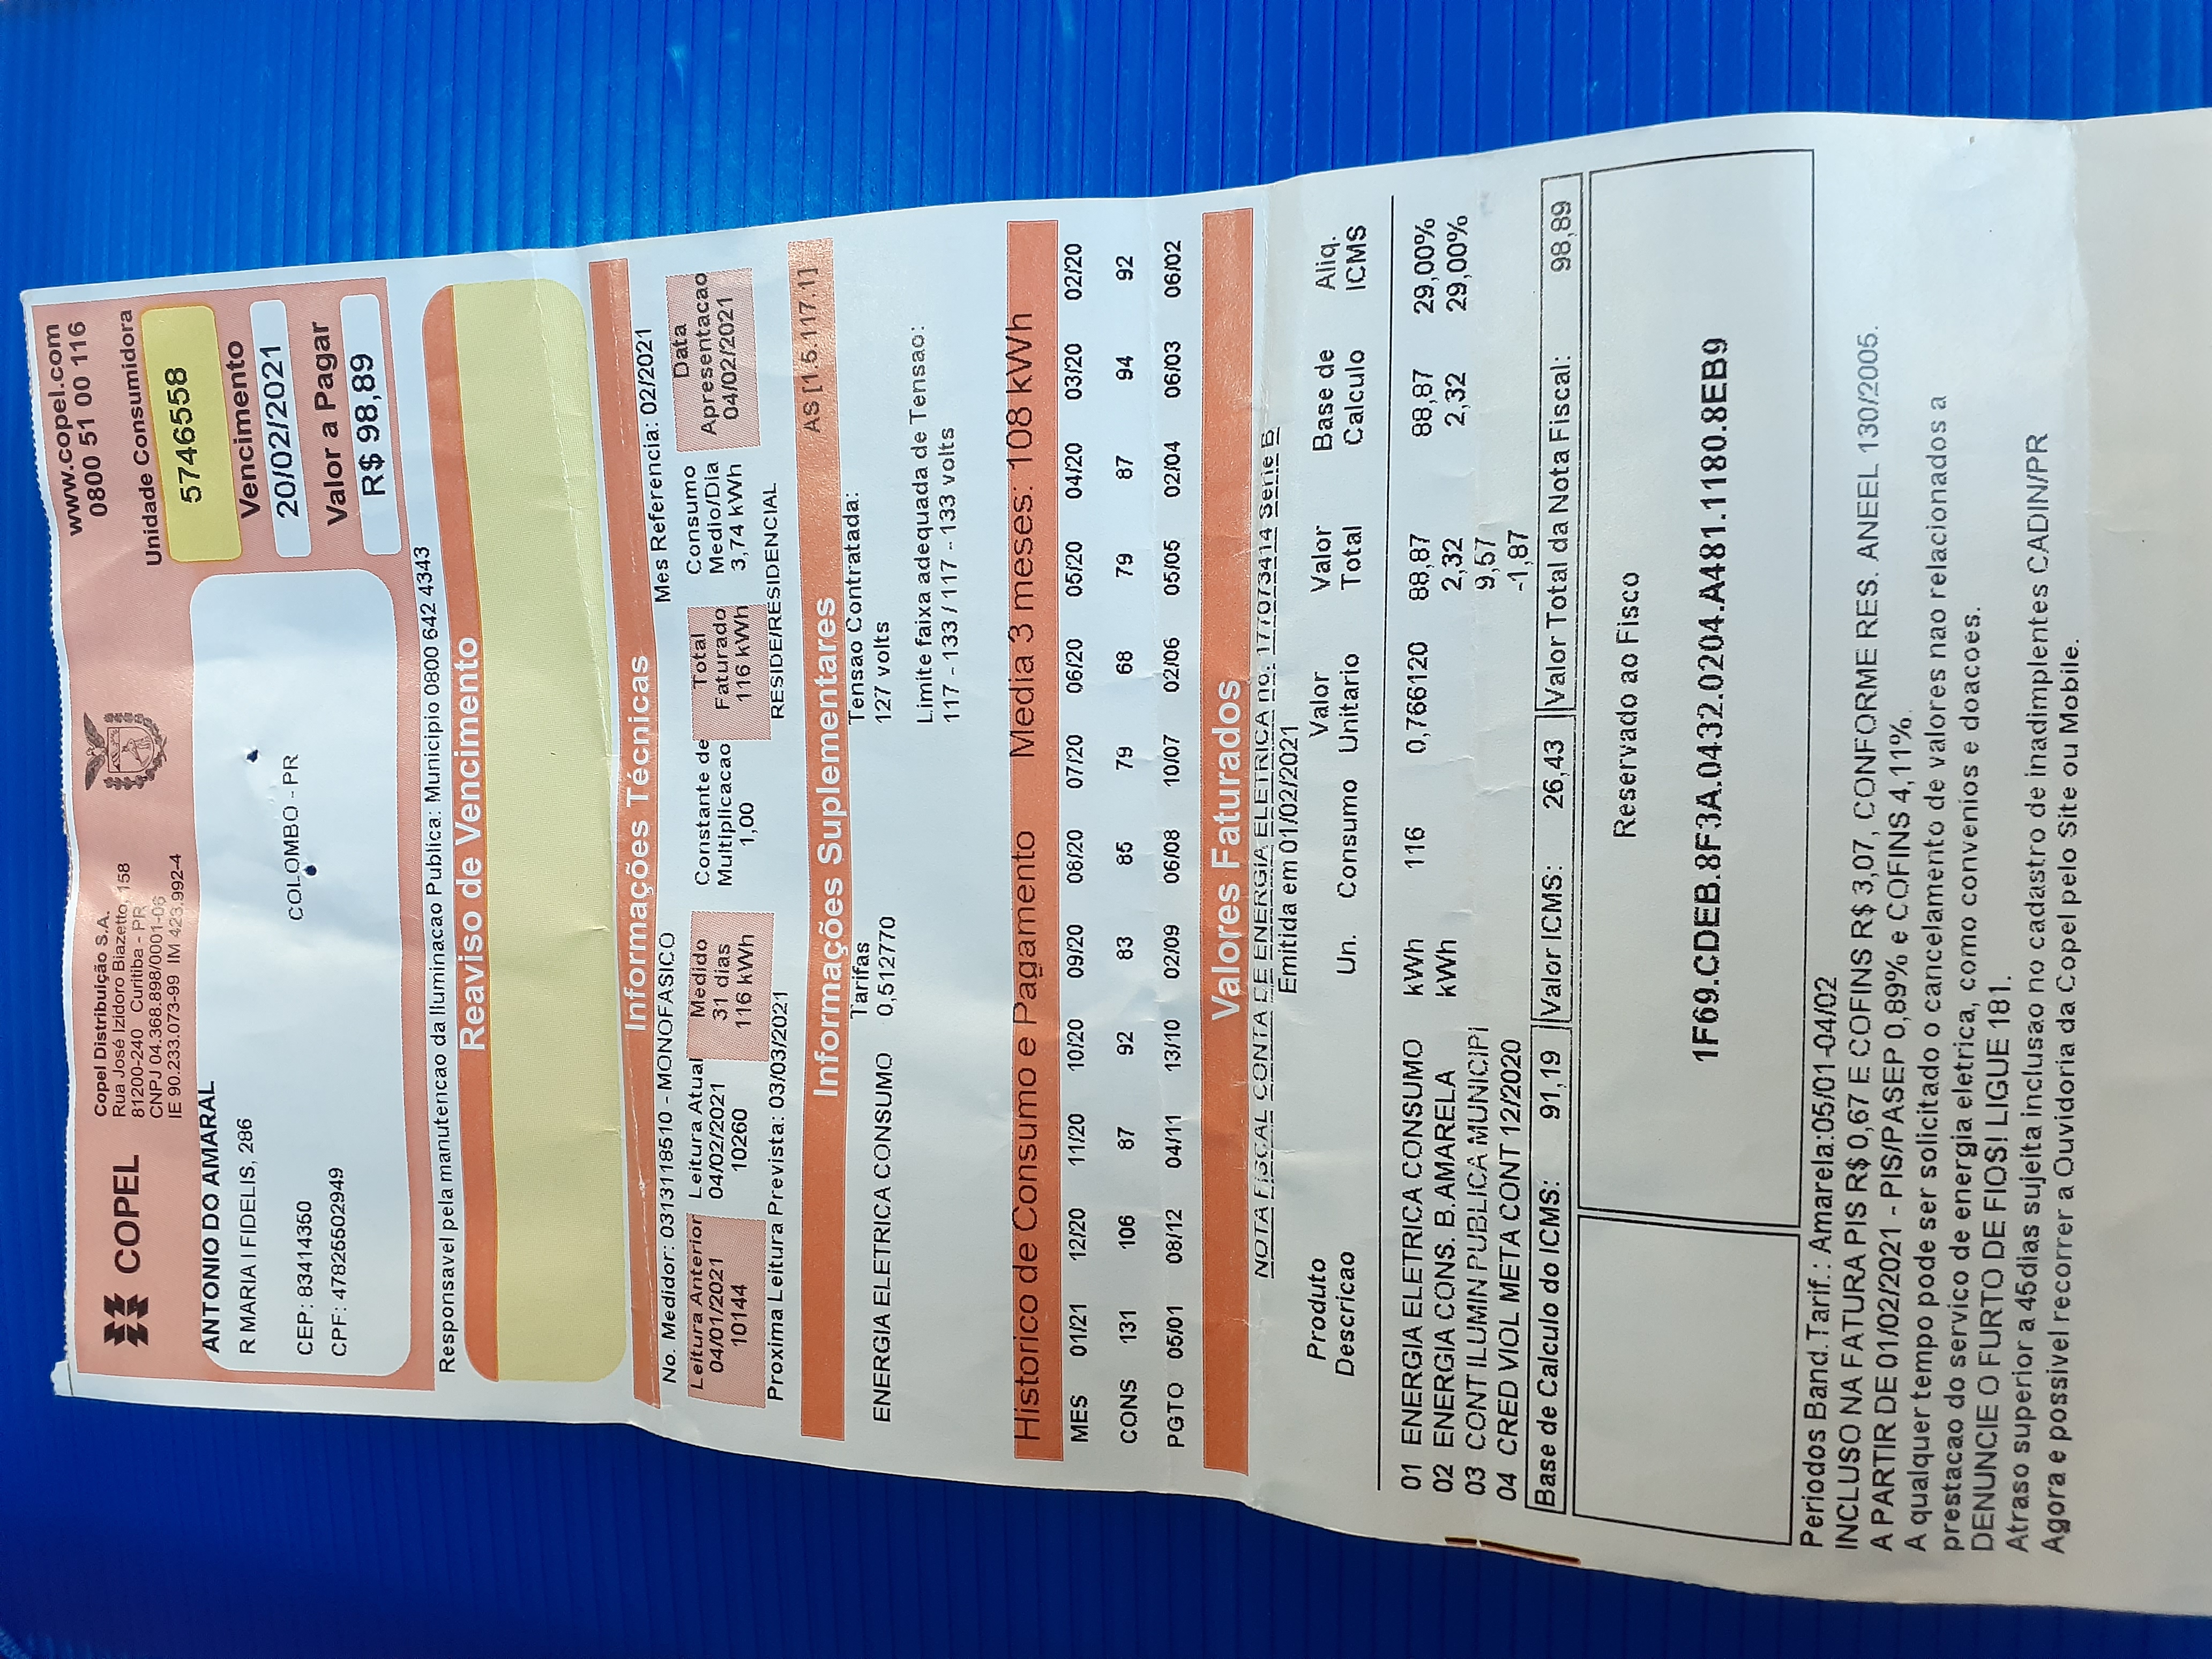 COPEL
Copel Distribuição S.A.
Rua José Izidoro Biazetto, 158
81200-240 Curitiba - PR
CNPJ 04.368.898/0001-06
IE 90.233.073-99 IM 423.992-4
www.copel.com
0800 51 00 116
Unidade Consumidora
5746558
Vencimento
20/02/2021
Valor a Pagar
R$ 98,89
ANTONIO DO AMARAL
R MARIA I FIDELIS, 286
COLOMBO - PR
CEP: 83414350
CPF: 47825502949
Responsavel pela manutencao da Iluminacao Publica: Municipio 0800 642 4343
Reaviso de Vencimento
Informações Técnicas
No. Medidor: 0313118510 - MONOFASICO Mes Referencia: 02/2021
Leitura Anterior Leitura Atual Medido Constante de Total Consumo Data
04/01/2021 04/02/2021 31 dias Multiplicacao Faturado Medio/Dia Apresentacao
10144 10260 116 kWh 1,00 116 kWh 3,74 kWh 04/02/2021
Proxima Leitura Prevista: 03/03/2021 RESIDE/RESIDENCIAL
Informações Suplementares AS [1.5.117.1]
Tarifas Tensao Contratada:
ENERGIA ELETRICA CONSUMO 0,512770 127 volts
Limite faixa adequada de Tensao:
117 - 133 / 117 - 133 volts
Historico de Consumo e Pagamento Media 3 meses: 108 kWh
MES 01/21 12/20 11/20 10/20 09/20 08/20 07/20 06/20 05/20 04/20 03/20 02/20
CONS 131 106 87 92 83 85 79 68 79 87 94 92
PGTO 05/01 08/12 04/11 13/10 02/09 06/08 10/07 02/06 05/05 02/04 06/03 06/02
Valores Faturados
NOTA FISCAL CONTA DE ENERGIA ELETRICA no. 177073414 Serie B
Emitida em 01/02/2021
Produto Valor Valor Base de Aliq.
Descricao Un. Consumo Unitario Total Calculo ICMS
01 ENERGIA ELETRICA CONSUMO kWh 116 0,766120 88,87 88,87 29,00%
02 ENERGIA CONS. B.AMARELA kWh 2,32 2,32 29,00%
03 CONT ILUMIN PUBLICA MUNICIPI 9,57
04 CRED VIOL META CONT 12/2020 -1,87
Base de Calculo do ICMS: 91,19 Valor ICMS: 26,43 Valor Total da Nota Fiscal: 98,89
Reservado ao Fisco
1F69.CDEB.8F3A.0432.0204.A481.1180.8EB9
Periodos Band.Tarif.: Amarela:05/01-04/02
INCLUSO NA FATURA PIS R$ 0,67 E COFINS R$ 3,07, CONFORME RES. ANEEL 130/2005.
A PARTIR DE 01/02/2021 - PIS/PASEP 0,89% e COFINS 4,11%.
A qualquer tempo pode ser solicitado o cancelamento de valores nao relacionados a
prestacao do servico de energia eletrica, como convenios e doacoes.
DENUNCIE O FURTO DE FIOS! LIGUE 181.
Atraso superior a 45dias sujeita inclusao no cadastro de inadimplentes CADIN/PR
Agora e possivel recorrer a Ouvidoria da Copel pelo Site ou Mobile.